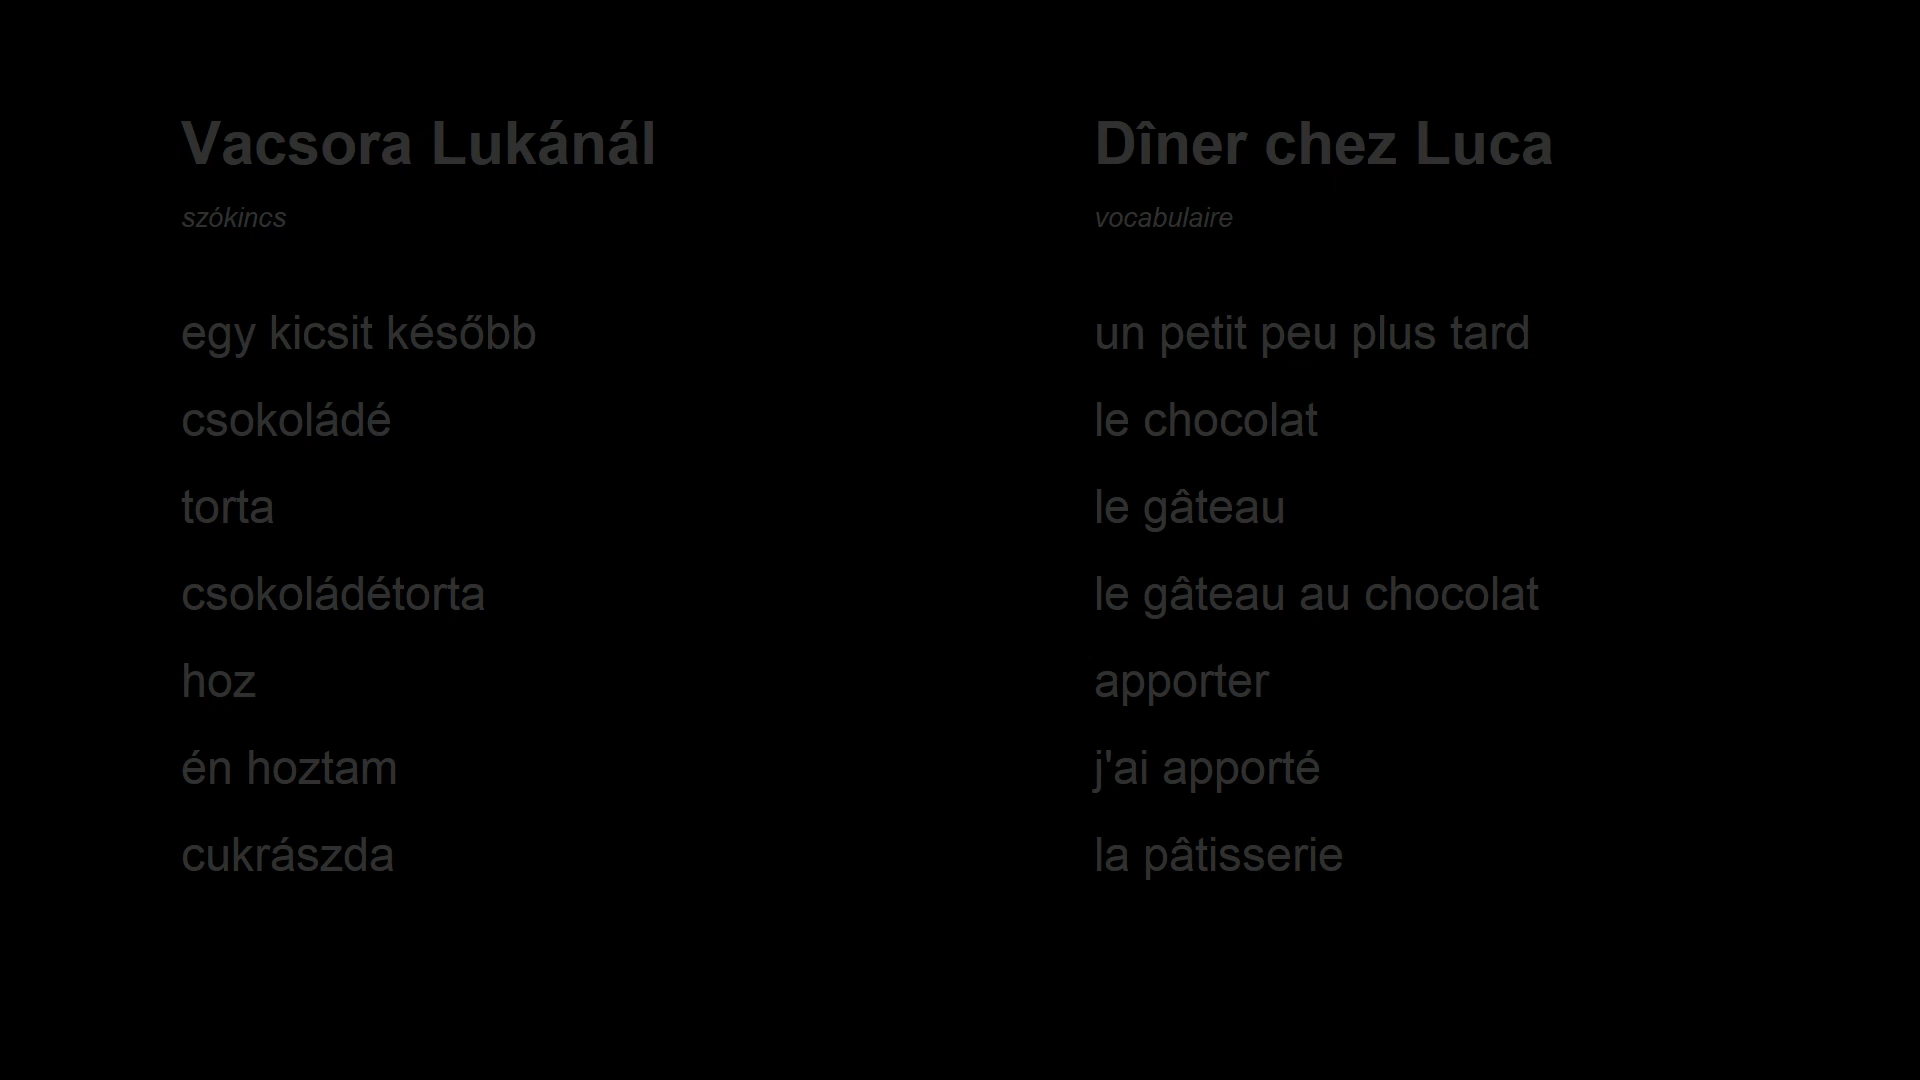 Vacsora Lukánál
szókincs
egy kicsit később
csokoládé
torta
csokoládétorta
hoz
én hoztam
cukrászda
Dîner chez Luca
vocabulaire
un petit peu plus tard
le chocolat
le gâteau
le gâteau au chocolat
apporter
j'ai apporté
la pâtisserie